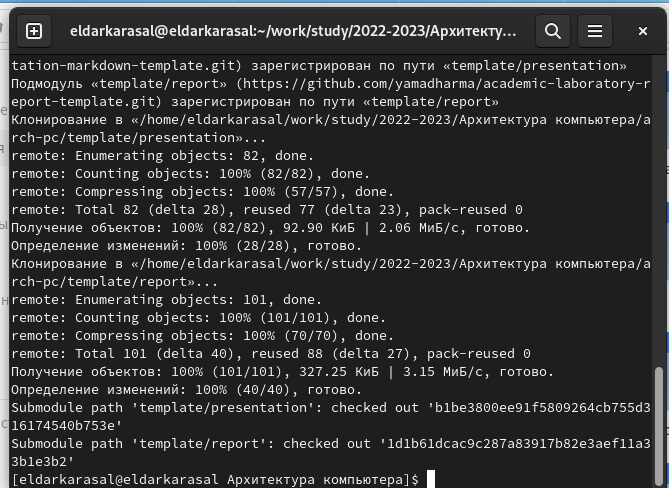 eldarkarasal@eldarkarasal:~/work/study/2022-2023/Архитекту...
tation-markdown-template.git) зарегистрирован по пути «template/presentation»
Подмодуль «template/report» (https://github.com/yamadharma/academic-laboratory-r
eport-template.git) зарегистрирован по пути «template/report»
Клонирование в «/home/eldarkarasal/work/study/2022-2023/Архитектура компьютера/a
rch-pc/template/presentation»...
remote: Enumerating objects: 82, done.
remote: Counting objects: 100% (82/82), done.
remote: Compressing objects: 100% (57/57), done.
remote: Total 82 (delta 28), reused 77 (delta 23), pack-reused 0
Получение объектов: 100% (82/82), 92.90 КиБ | 2.06 МиБ/с, готово.
Определение изменений: 100% (28/28), готово.
Клонирование в «/home/eldarkarasal/work/study/2022-2023/Архитектура компьютера/a
rch-pc/template/report»...
remote: Enumerating objects: 101, done.
remote: Counting objects: 100% (101/101), done.
remote: Compressing objects: 100% (70/70), done.
remote: Total 101 (delta 40), reused 88 (delta 27), pack-reused 0
Получение объектов: 100% (101/101), 327.25 КиБ | 3.15 МиБ/с, готово.
Определение изменений: 100% (40/40), готово.
Submodule path 'template/presentation': checked out 'b1be3800ee91f5809264cb755d3
16174540b753e'
Submodule path 'template/report': checked out '1d1b61dcac9c287a83917b82e3aef11a3
3b1e3b2'
[eldarkarasal@eldarkarasal Архитектура компьютера]$